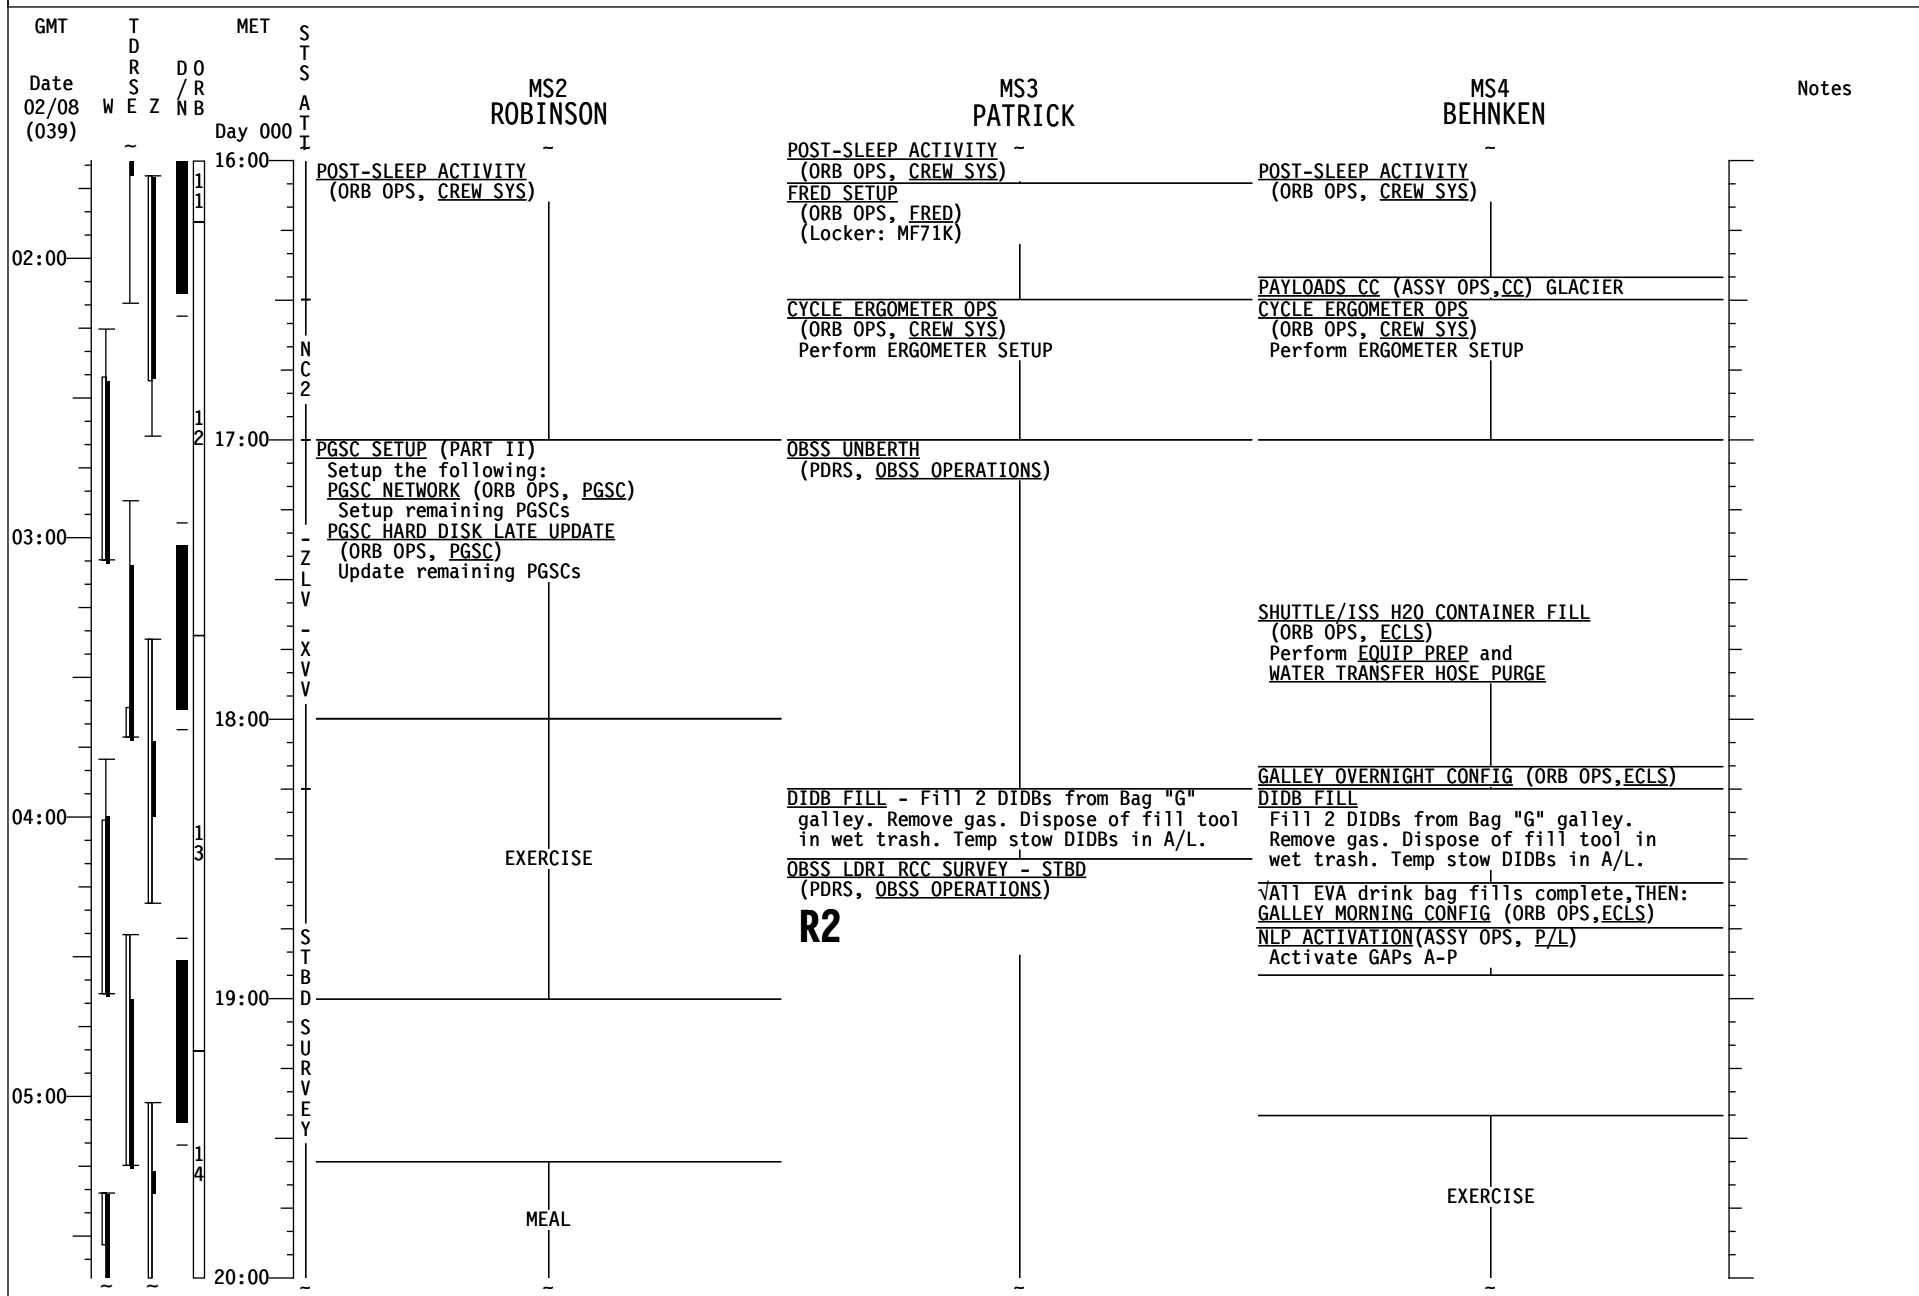 GMT
TDRS
MET
STS ATT
Date
02/08
(039)
W E Z
D/N
ORB
Day 000
MS2
ROBINSON
MS3
PATRICK
MS4
BEHNKEN
Notes
~
~
~
~
16:00
17:00
18:00
19:00
20:00
02:00
03:00
04:00
05:00
11
12
13
14
NC2
-ZLV -XVV
STBD SURVEY
POST-SLEEP ACTIVITY
(ORB OPS, CREW SYS)
PGSC SETUP (PART II)
Setup the following:
PGSC NETWORK (ORB OPS, PGSC)
Setup remaining PGSCs
PGSC HARD DISK LATE UPDATE
(ORB OPS, PGSC)
Update remaining PGSCs
EXERCISE
MEAL
POST-SLEEP ACTIVITY
(ORB OPS, CREW SYS)
FRED SETUP
(ORB OPS, FRED)
(Locker: MF71K)
CYCLE ERGOMETER OPS
(ORB OPS, CREW SYS)
Perform ERGOMETER SETUP
OBSS UNBERTH
(PDRS, OBSS OPERATIONS)
DIDB FILL - Fill 2 DIDBs from Bag "G"
galley. Remove gas. Dispose of fill tool
in wet trash. Temp stow DIDBs in A/L.
OBSS LDRI RCC SURVEY - STBD
(PDRS, OBSS OPERATIONS)
R2
POST-SLEEP ACTIVITY
(ORB OPS, CREW SYS)
PAYLOADS CC (ASSY OPS,CC) GLACIER
CYCLE ERGOMETER OPS
(ORB OPS, CREW SYS)
Perform ERGOMETER SETUP
SHUTTLE/ISS H2O CONTAINER FILL
(ORB OPS, ECLS)
Perform EQUIP PREP and
WATER TRANSFER HOSE PURGE
GALLEY OVERNIGHT CONFIG (ORB OPS,ECLS)
DIDB FILL
Fill 2 DIDBs from Bag "G" galley.
Remove gas. Dispose of fill tool in
wet trash. Temp stow DIDBs in A/L.
√All EVA drink bag fills complete,THEN:
GALLEY MORNING CONFIG (ORB OPS,ECLS)
NLP ACTIVATION(ASSY OPS, P/L)
Activate GAPs A-P
EXERCISE
~
~
~
~
~
~